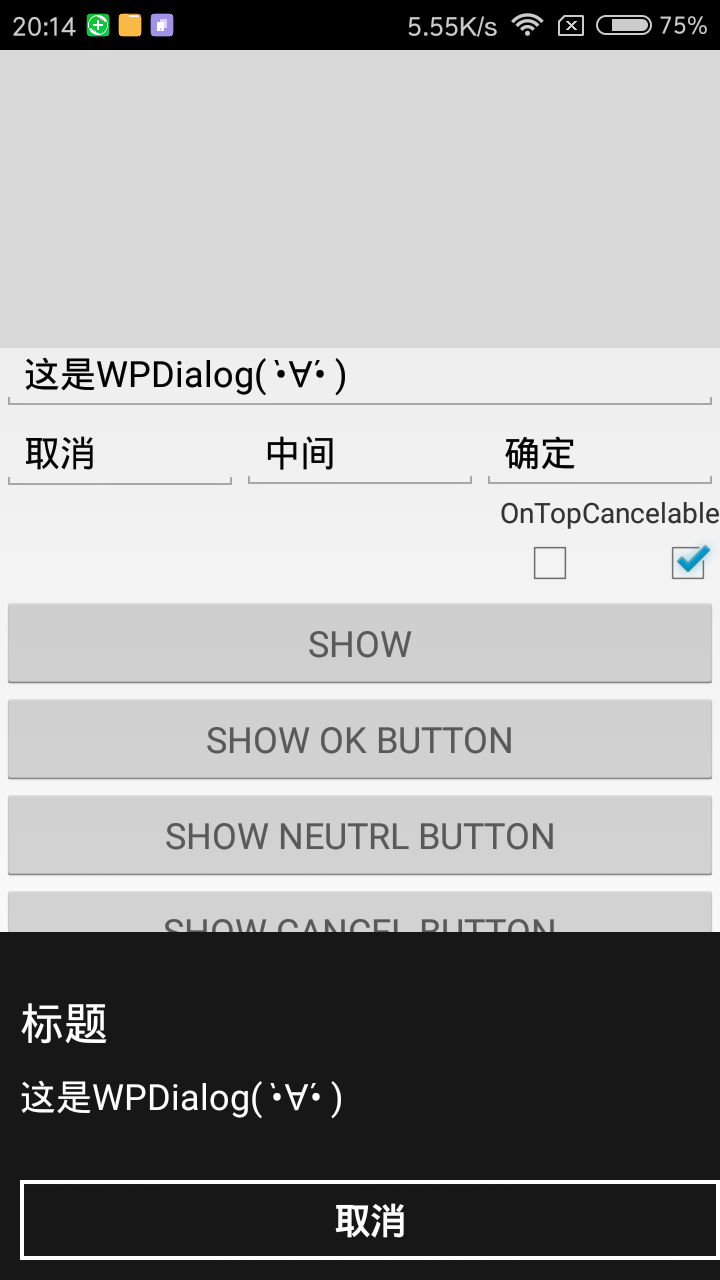 20:14 5.55K/s 75%
这是WPDialog( •̀∀•́ )
取消 中间 确定
OnTopCancelable
SHOW
SHOW OK BUTTON
SHOW NEUTRL BUTTON
SHOW CANCEL BUTTON
标题
这是WPDialog( •̀∀•́ )
取消